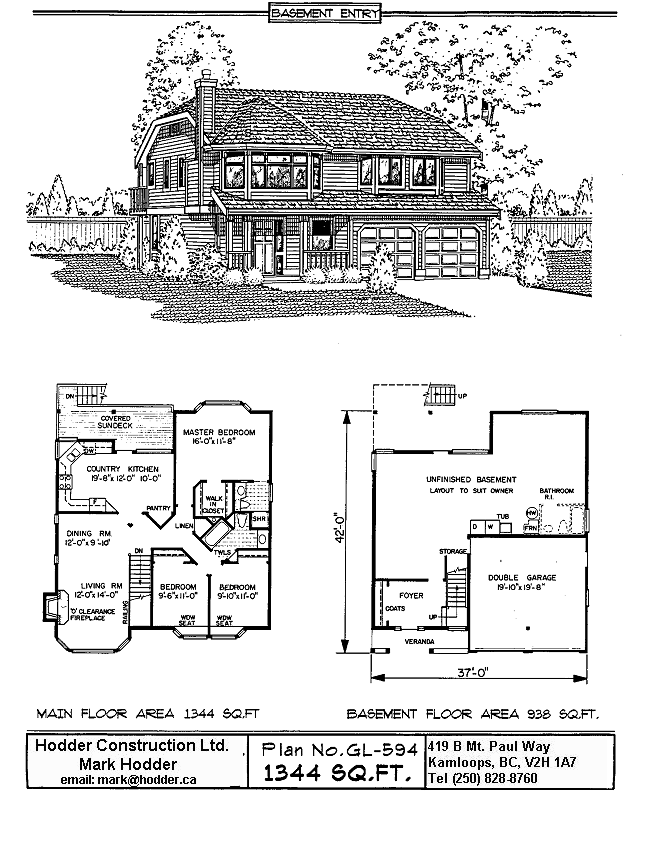 BASEMENT ENTRY
DN
COVERED
SUNDECK
MASTER BEDROOM
16'-0"x 11'-8"
DW
COUNTRY KITCHEN
19'-8"x 12'-0" 10'-0"
F
PANTRY
WALK
IN
CLOSET
LINEN
SHR
TWLS
DINING RM.
12'-0"x 9'-10"
DN
LIVING RM
12'-0"x 14'-0"
RAILING
'O' CLEARANCE
FIREPLACE
BEDROOM
9'-6"x 11'-0"
BEDROOM
9'-10"x 11'-0"
WDW
SEAT
WDW
SEAT
UP
UNFINISHED BASEMENT
LAYOUT TO SUIT OWNER
BATHROOM
R.I.
TUB
D W
HW
FRN
42'-0"
STORAGE
DOUBLE GARAGE
19'-10"x 19'-8"
FOYER
COATS
UP
VERANDA
37'-0"
MAIN FLOOR AREA 1344 SQ.FT
BASEMENT FLOOR AREA 938 SQ.FT.
Hodder Construction Ltd.
Mark Hodder
email: mark@hodder.ca
Plan No. GL-594
1344 SQ.FT.
419 B Mt. Paul Way
Kamloops, BC, V2H 1A7
Tel (250) 828-8760